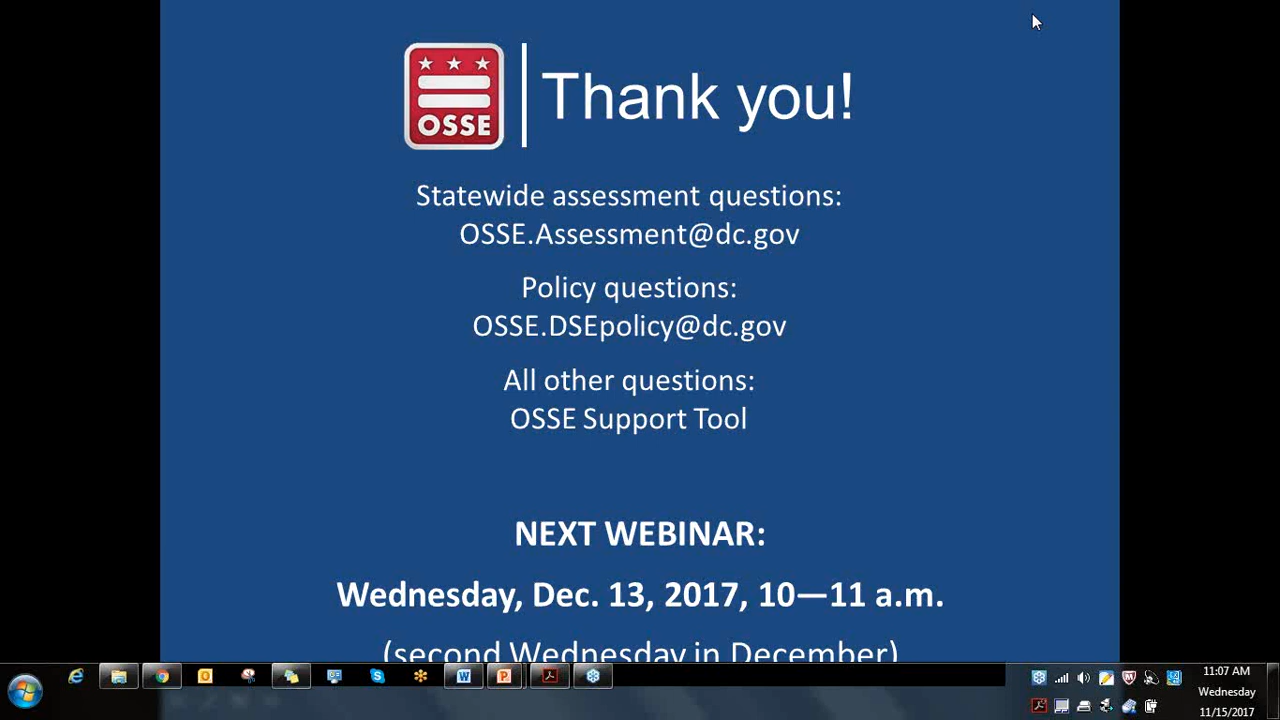 OSSE
Thank you!
Statewide assessment questions:
OSSE.Assessment@dc.gov
Policy questions:
OSSE.DSEpolicy@dc.gov
All other questions:
OSSE Support Tool
NEXT WEBINAR:
Wednesday, Dec. 13, 2017, 10—11 a.m.
(second Wednesday in December)
11:07 AM
Wednesday
11/15/2017